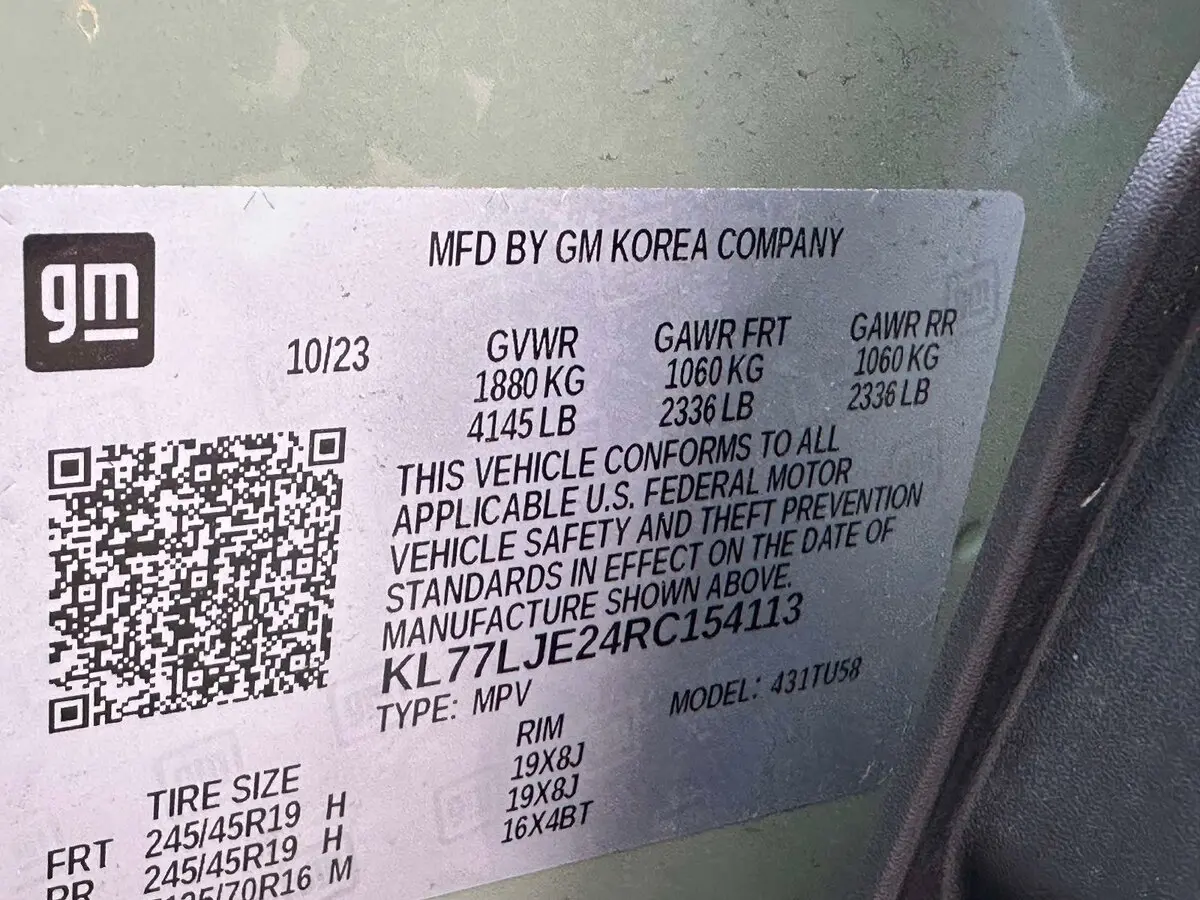 gm
MFD BY GM KOREA COMPANY
10/23
GVWR GAWR FRT GAWR RR
1880 KG 1060 KG 1060 KG
4145 LB 2336 LB 2336 LB
THIS VEHICLE CONFORMS TO ALL
APPLICABLE U.S. FEDERAL MOTOR
VEHICLE SAFETY AND THEFT PREVENTION
STANDARDS IN EFFECT ON THE DATE OF
MANUFACTURE SHOWN ABOVE.
KL77LJE24RC154113
TYPE: MPV MODEL: 431TU58
TIRE SIZE RIM
FRT 245/45R19 H 19X8J
RR 245/45R19 H 19X8J
/70R16 M 16X4BT